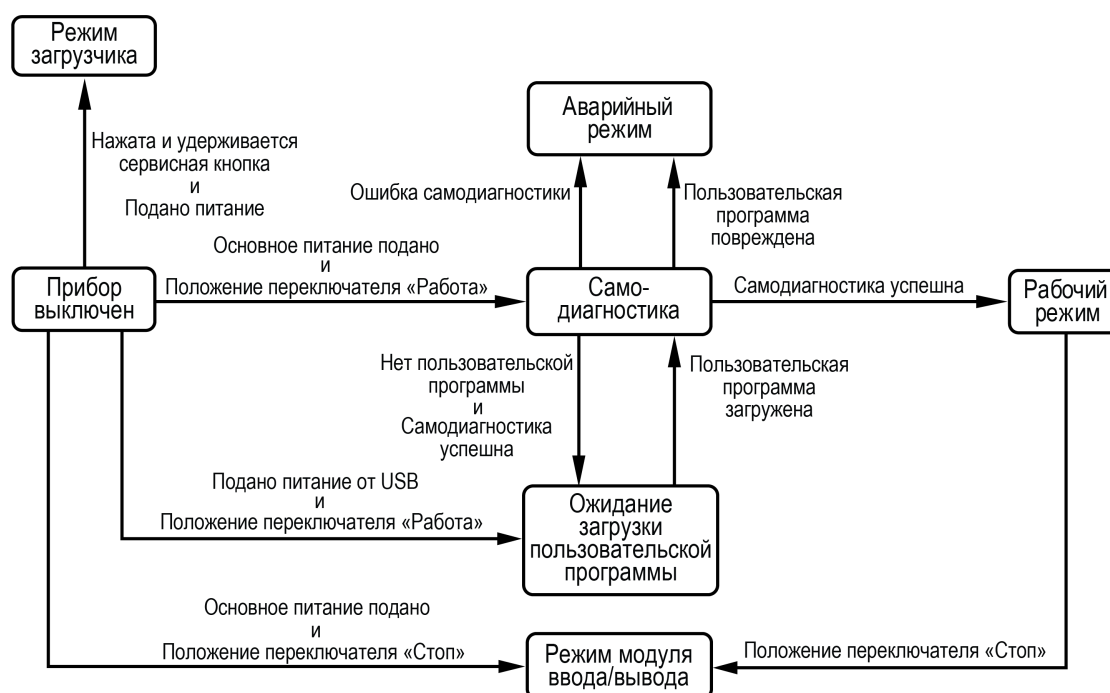 Режим
загрузчика
Аварийный
режим
Нажата и удерживается
сервисная кнопка
и
Подано питание
Ошибка самодиагностики
Пользовательская
программа
повреждена
Основное питание подано
и
Положение переключателя «Работа»
Прибор
выключен
Само-
диагностика
Самодиагностика успешна
Рабочий
режим
Нет пользовательской
программы
и
Самодиагностика
успешна
Пользовательская
программа
загружена
Подано питание от USB
и
Положение переключателя «Работа»
Ожидание
загрузки
пользовательской
программы
Основное питание подано
и
Положение переключателя «Стоп»
Режим модуля
ввода/вывода
Положение переключателя «Стоп»